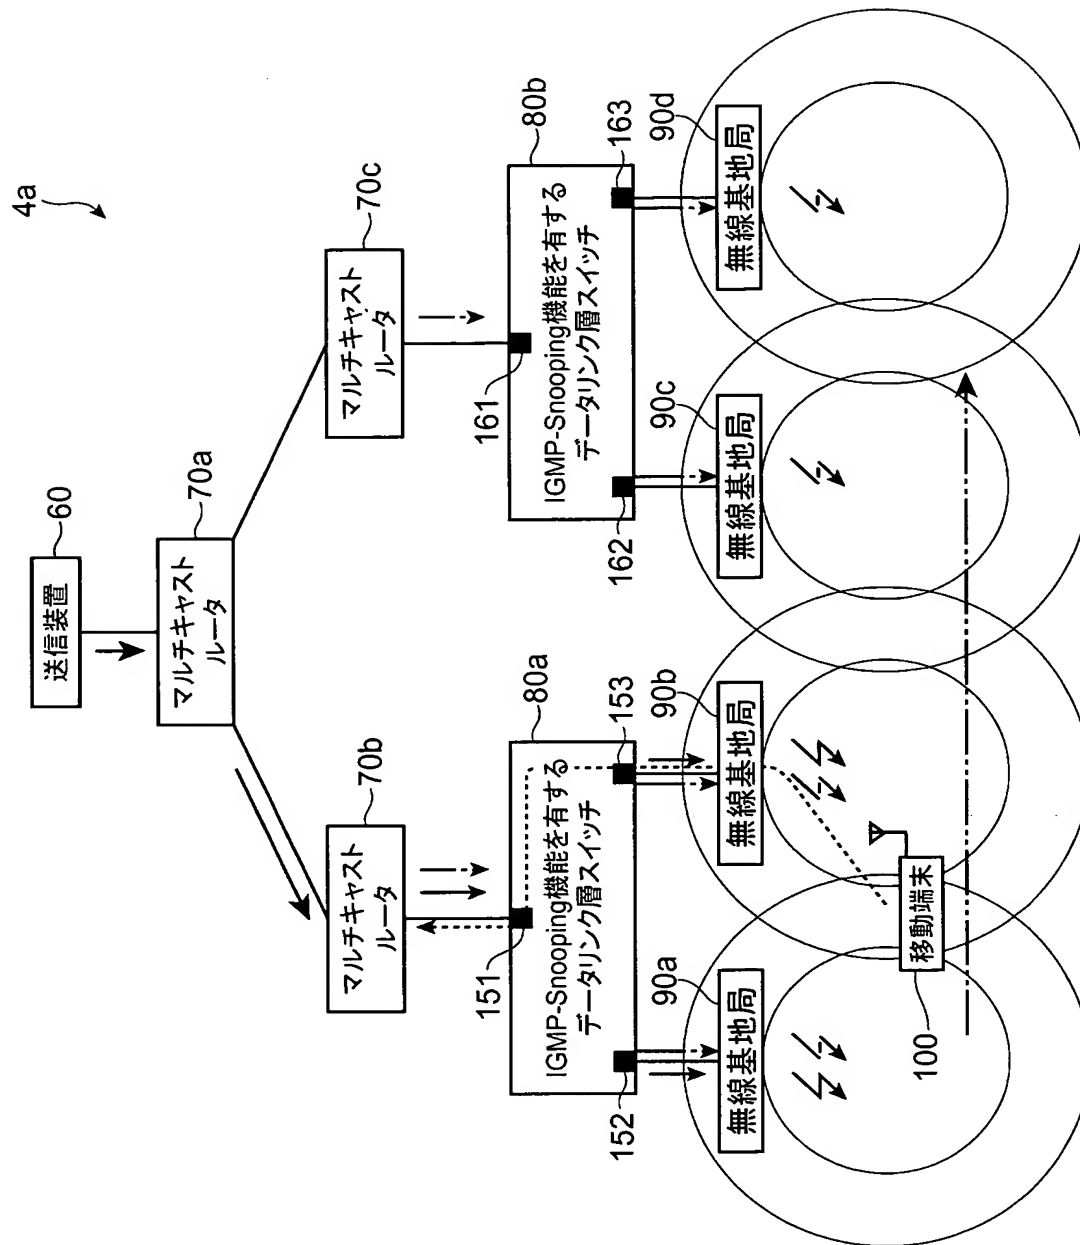 4a
60
送信装置
70a
マルチキャスト
ルータ
70b
マルチキャスト
ルータ
70c
マルチキャスト
ルータ
80a
151
IGMP-Snooping機能を有する
データリンク層スイッチ
152
153
80b
161
IGMP-Snooping機能を有する
データリンク層スイッチ
162
163
90a
無線基地局
90b
無線基地局
90c
無線基地局
90d
無線基地局
移動端末
100